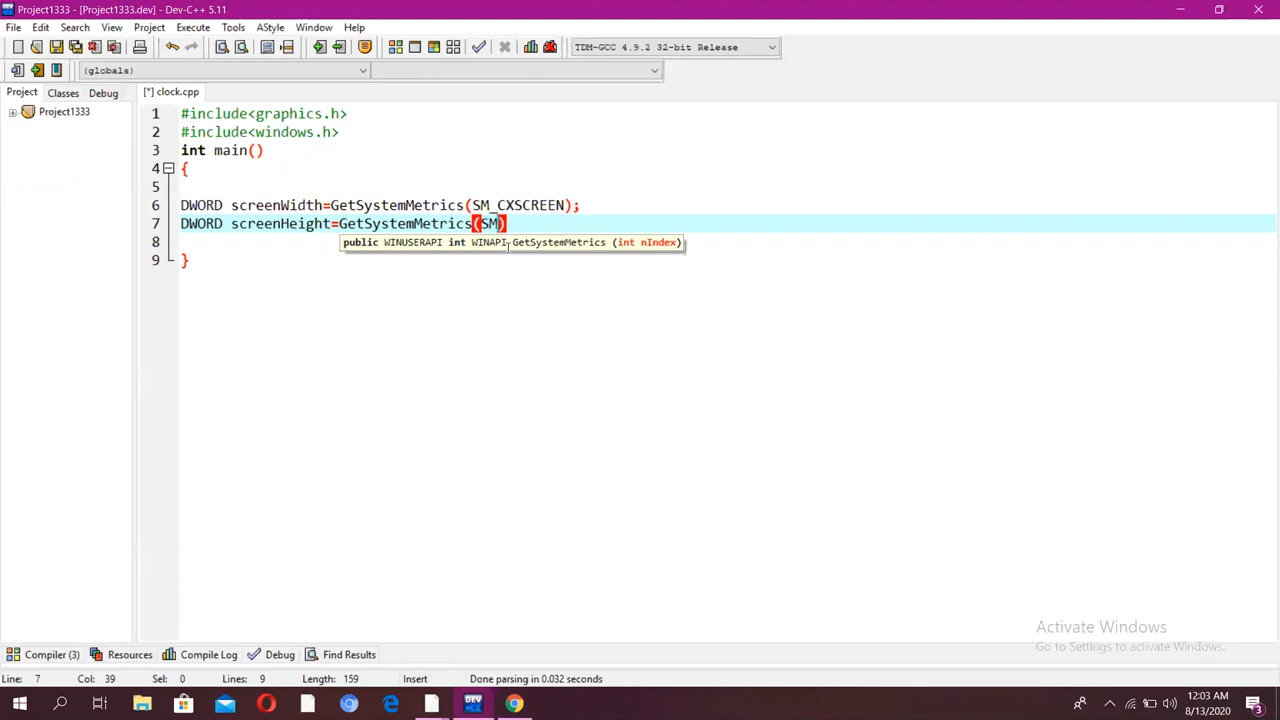 Project1333 - [Project1333.dev] - Dev-C++ 5.11
File Edit Search View Project Execute Tools AStyle Window Help
TDM-GCC 4.9.2 32-bit Release
(globals)
Project Classes Debug [*] clock.cpp
Project1333
1 #include<graphics.h>
2 #include<windows.h>
3 int main()
4 {
5
6 DWORD screenWidth=GetSystemMetrics(SM_CXSCREEN);
7 DWORD screenHeight=GetSystemMetrics(SM)
8 public WINUSERAPI int WINAPI GetSystemMetrics (int nIndex)
9 }
Activate Windows
Go to Settings to activate Windows.
Compiler (3) Resources Compile Log Debug Find Results
Line: 7 Col: 39 Sel: 0 Lines: 9 Length: 159 Insert Done parsing in 0.032 seconds
DEV
12:03 AM
8/13/2020
3